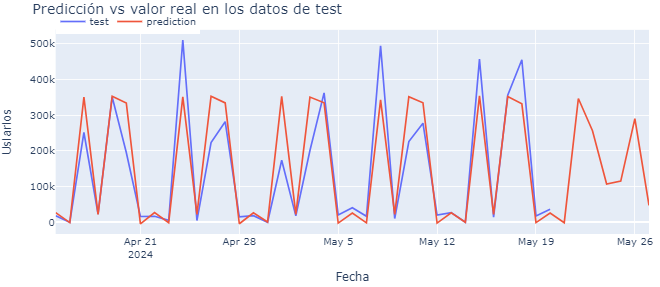 Predicción vs valor real en los datos de test
test
prediction
500k
400k
300k
200k
100k
0
Usuarios
Apr 21
2024
Apr 28
May 5
May 12
May 19
May 26
Fecha